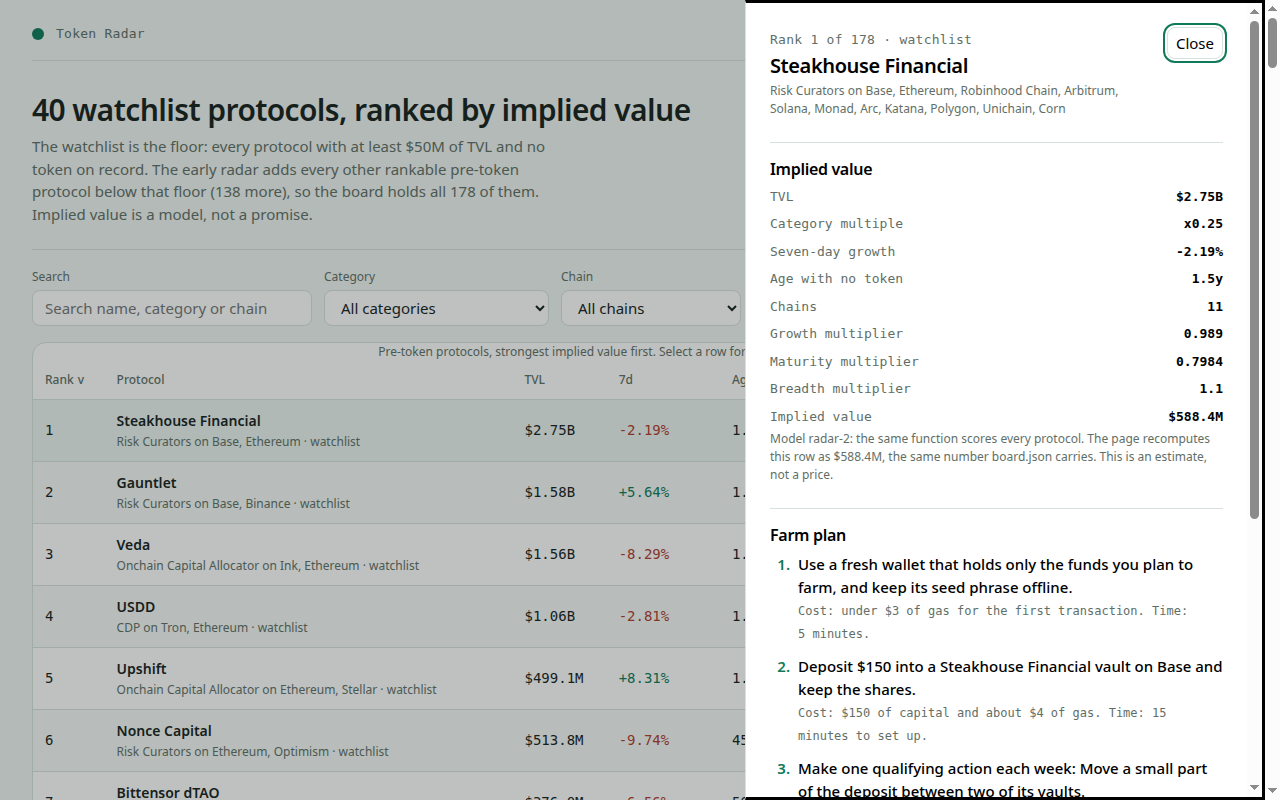 Token Radar
40 watchlist protocols, ranked by implied value
The watchlist is the floor: every protocol with at least $50M of TVL and no
token on record. The early radar adds every other rankable pre-token
protocol below that floor (138 more), so the board holds all 178 of them.
Implied value is a model, not a promise.
Search
Category
Chain
Search name, category or chain
All categories
All chains
Pre-token protocols, strongest implied value first. Select a row for
Rank v
Protocol
TVL
7d
Ag
1
Steakhouse Financial
Risk Curators on Base, Ethereum · watchlist
$2.75B
-2.19%
1.
2
Gauntlet
Risk Curators on Base, Binance · watchlist
$1.58B
+5.64%
1.
3
Veda
Onchain Capital Allocator on Ink, Ethereum · watchlist
$1.56B
-8.29%
1.
4
USDD
CDP on Tron, Ethereum · watchlist
$1.06B
-2.81%
1.
5
Upshift
Onchain Capital Allocator on Ethereum, Stellar · watchlist
$499.1M
+8.31%
1.
6
Nonce Capital
Risk Curators on Ethereum, Optimism · watchlist
$513.8M
-9.74%
45
Bittensor dTAO
Rank 1 of 178 · watchlist
Close
Steakhouse Financial
Risk Curators on Base, Ethereum, Robinhood Chain, Arbitrum,
Solana, Monad, Arc, Katana, Polygon, Unichain, Corn
Implied value
TVL $2.75B
Category multiple x0.25
Seven-day growth -2.19%
Age with no token 1.5y
Chains 11
Growth multiplier 0.989
Maturity multiplier 0.7984
Breadth multiplier 1.1
Implied value $588.4M
Model radar-2: the same function scores every protocol. The page recomputes
this row as $588.4M, the same number board.json carries. This is an estimate,
not a price.
Farm plan
1. Use a fresh wallet that holds only the funds you plan to
farm, and keep its seed phrase offline.
Cost: under $3 of gas for the first transaction. Time:
5 minutes.
2. Deposit $150 into a Steakhouse Financial vault on Base and
keep the shares.
Cost: $150 of capital and about $4 of gas. Time: 15
minutes to set up.
3. Make one qualifying action each week: Move a small part
of the deposit between two of its vaults.